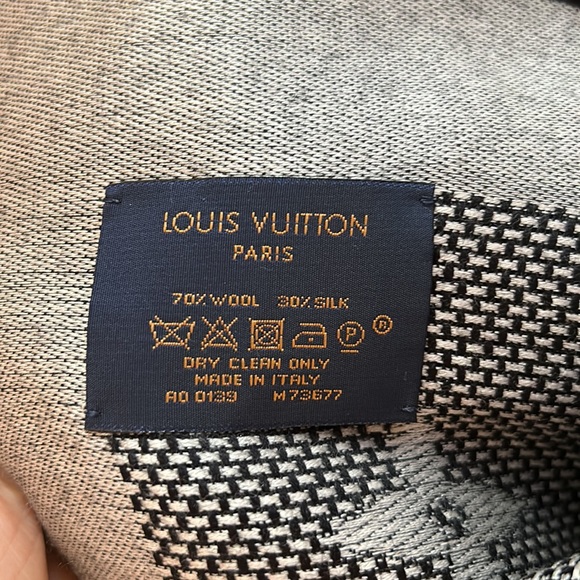 LOUIS VUITTON
PARIS
70% WOOL 30% SILK
P R
DRY CLEAN ONLY
MADE IN ITALY
AO 0139 M73677